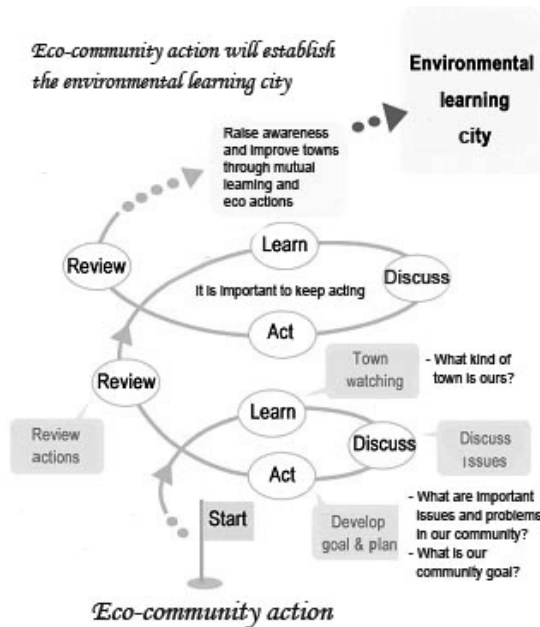 Eco-community action will establish
the environmental learning city
Environmental
learning
city
Raise awareness
and improve towns
through mutual
learning and
eco actions
Learn
Review
Discuss
It is important to keep acting
Act
Town
watching
- What kind of
town is ours?
Review
Learn
Review
actions
Discuss
Discuss
issues
Act
Start
Develop
goal & plan
- What are important
issues and problems
in our community?
- What is our
community goal?
Eco-community action